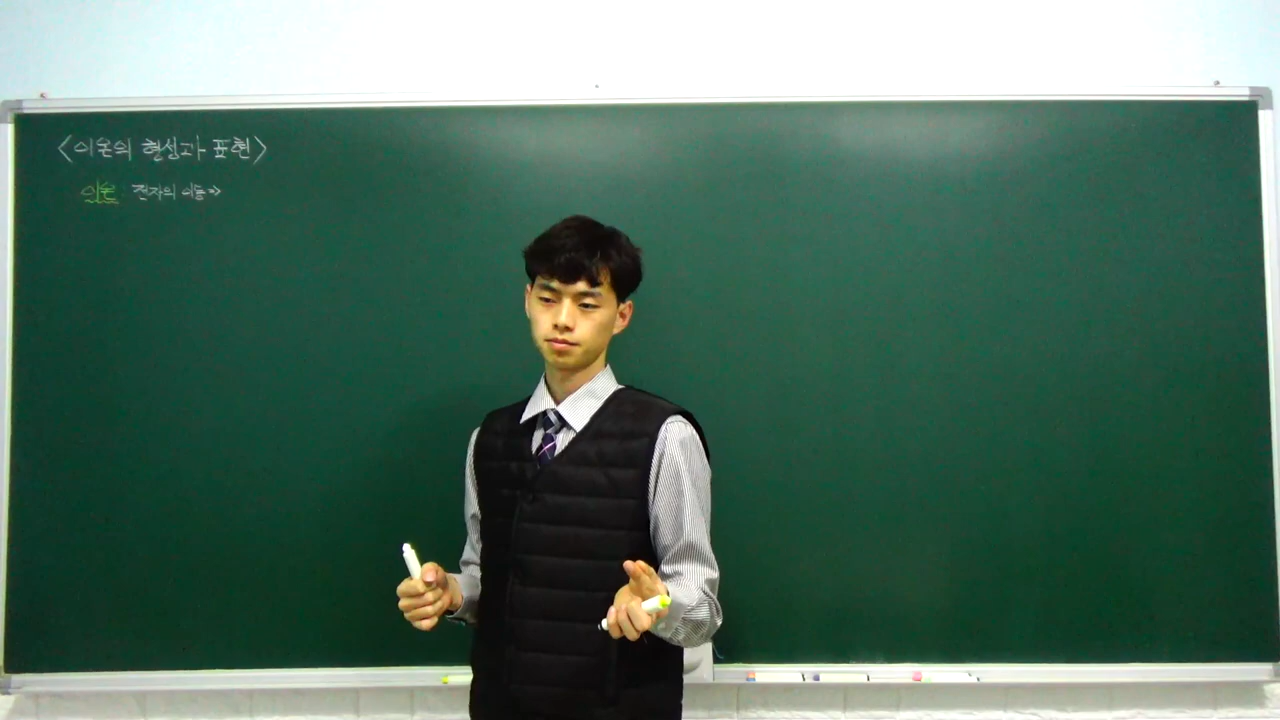 <이온의 형성과 표현>
이온 : 전자의 이동 ⇒